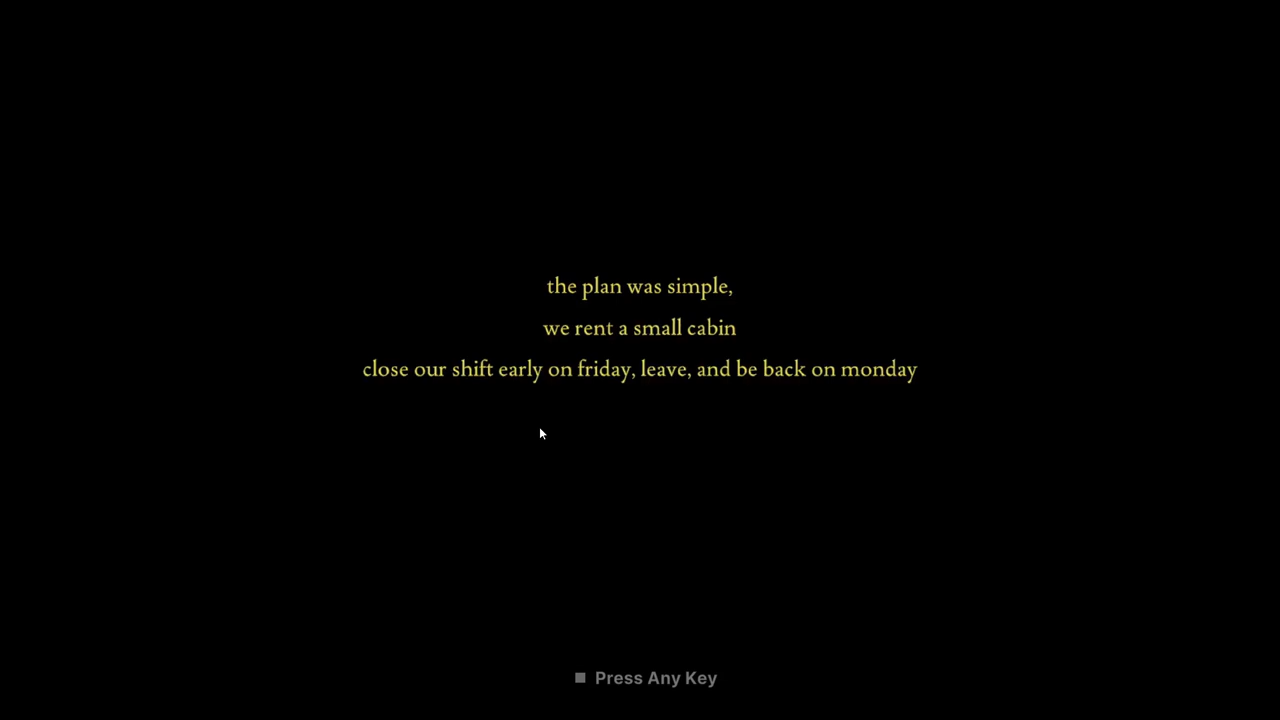 the plan was simple,
we rent a small cabin
close our shift early on friday, leave, and be back on monday
Press Any Key